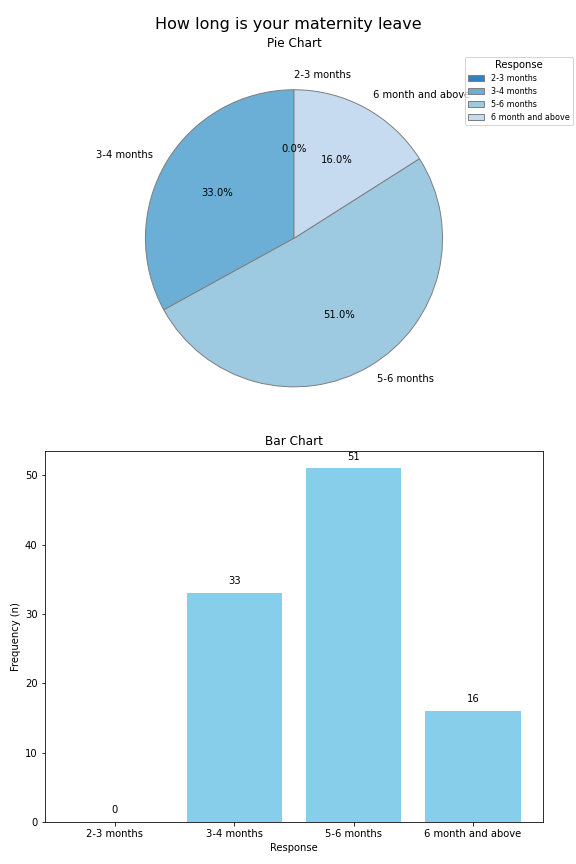 How long is your maternity leave
Pie Chart
2-3 months
6 month and above
3-4 months
0.0%
16.0%
33.0%
51.0%
5-6 months
Response
2-3 months
3-4 months
5-6 months
6 month and above
Bar Chart
Frequency (n)
50
40
30
20
10
0
0
33
51
16
2-3 months
3-4 months
5-6 months
6 month and above
Response